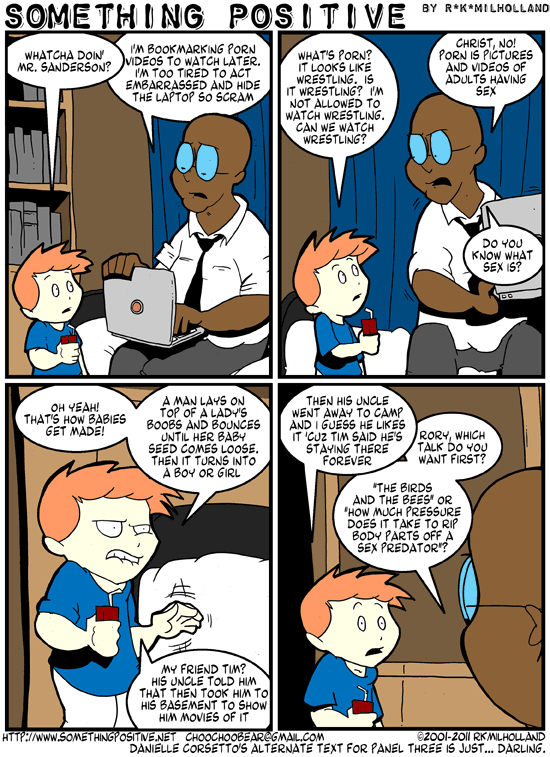 SOMETHING POSITIVE BY R*K*MILHOLLAND
WHATCHA DOIN'
MR. SANDERSON?
I'M BOOKMARKING PORN
VIDEOS TO WATCH LATER.
I'M TOO TIRED TO ACT
EMBARRASSED AND HIDE
THE LAPTOP SO SCRAM
WHAT'S PORN?
IT LOOKS LIKE
WRESTLING. IS
IT WRESTLING? I'M
NOT ALLOWED TO
WATCH WRESTLING.
CAN WE WATCH
WRESTLING?
CHRIST, NO!
PORN IS PICTURES
AND VIDEOS OF
ADULTS HAVING
SEX
DO YOU
KNOW WHAT
SEX IS?
OH YEAH!
THAT'S HOW BABIES
GET MADE!
A MAN LAYS ON
TOP OF A LADY'S
BOOBS AND BOUNCES
UNTIL HER BABY
SEED COMES LOOSE.
THEN IT TURNS INTO
A BOY OR GIRL
MY FRIEND TIM?
HIS UNCLE TOLD HIM
THAT THEN TOOK HIM TO
HIS BASEMENT TO SHOW
HIM MOVIES OF IT
THEN HIS UNCLE
WENT AWAY TO CAMP
AND I GUESS HE LIKES
IT 'CUZ TIM SAID HE'S
STAYING THERE
FOREVER
RORY, WHICH
TALK DO YOU
WANT FIRST?
"THE BIRDS
AND THE BEES" OR
"HOW MUCH PRESSURE
DOES IT TAKE TO RIP
BODY PARTS OFF A
SEX PREDATOR"?
HTTP://WWW.SOMETHINGPOSITIVE.NET CHOOCHOOBEAR@GMAIL.COM ©2001-2011 RKMILHOLLAND
DANIELLE CORSETTO'S ALTERNATE TEXT FOR PANEL THREE IS JUST... DARLING.